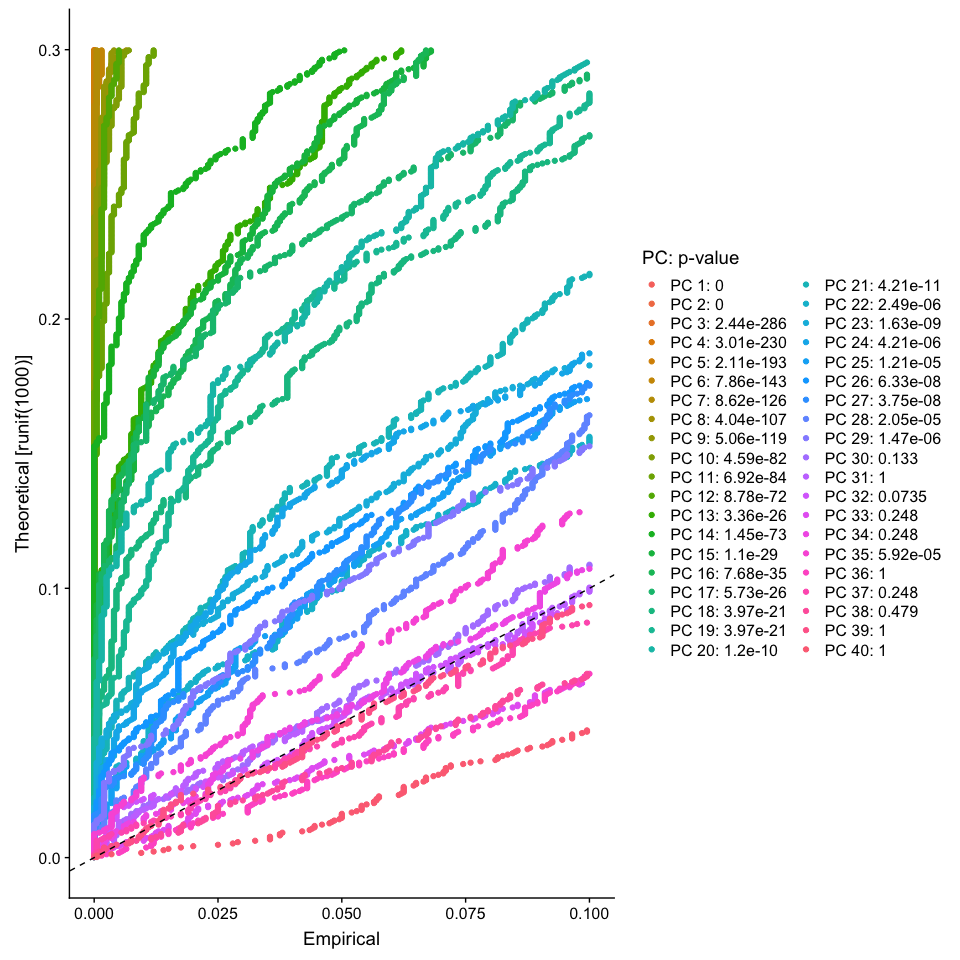 0.3
0.2
0.1
0.0
Theoretical [runif(1000)]
0.000
0.025
0.050
0.075
0.100
Empirical
PC: p-value
PC 1: 0
PC 2: 0
PC 3: 2.44e-286
PC 4: 3.01e-230
PC 5: 2.11e-193
PC 6: 7.86e-143
PC 7: 8.62e-126
PC 8: 4.04e-107
PC 9: 5.06e-119
PC 10: 4.59e-82
PC 11: 6.92e-84
PC 12: 8.78e-72
PC 13: 3.36e-26
PC 14: 1.45e-73
PC 15: 1.1e-29
PC 16: 7.68e-35
PC 17: 5.73e-26
PC 18: 3.97e-21
PC 19: 3.97e-21
PC 20: 1.2e-10
PC 21: 4.21e-11
PC 22: 2.49e-06
PC 23: 1.63e-09
PC 24: 4.21e-06
PC 25: 1.21e-05
PC 26: 6.33e-08
PC 27: 3.75e-08
PC 28: 2.05e-05
PC 29: 1.47e-06
PC 30: 0.133
PC 31: 1
PC 32: 0.0735
PC 33: 0.248
PC 34: 0.248
PC 35: 5.92e-05
PC 36: 1
PC 37: 0.248
PC 38: 0.479
PC 39: 1
PC 40: 1